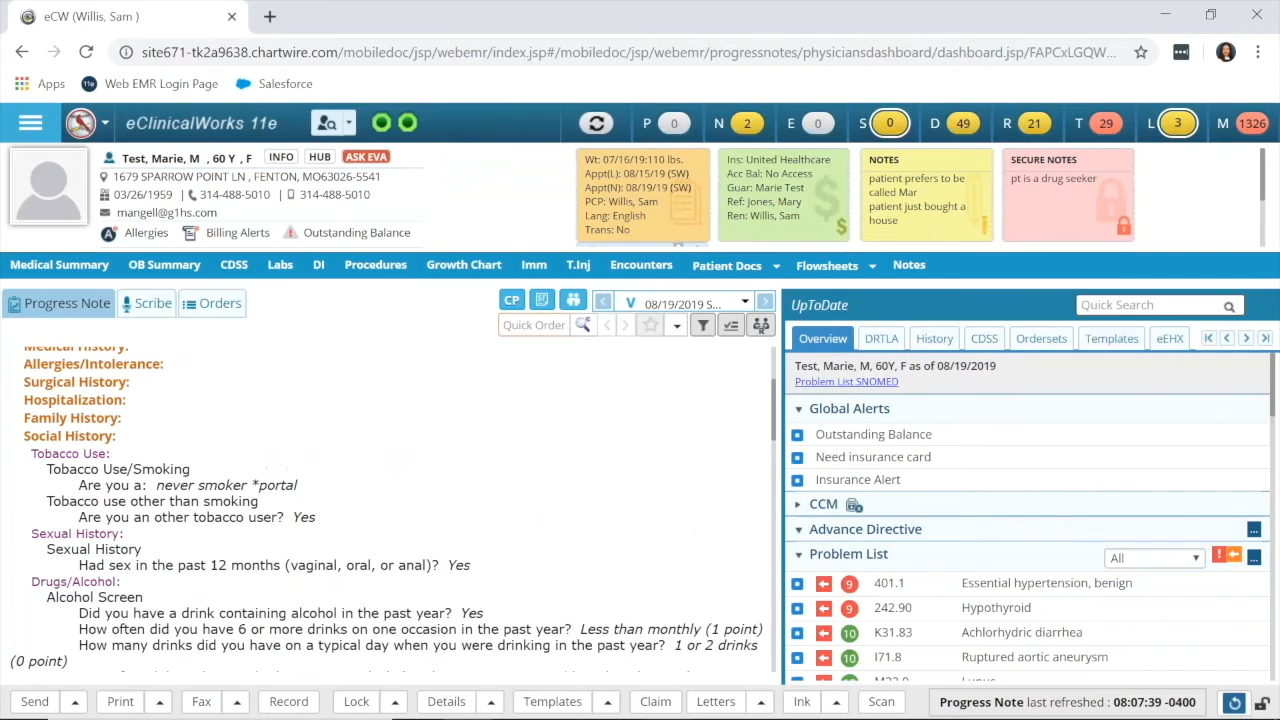 eCW (Willis, Sam )
site671-tk2a9638.chartwire.com/mobiledoc/jsp/webemr/index.jsp#/mobiledoc/jsp/webemr/progressnotes/physiciansdashboard/dashboard.jsp/FAPCxLGQW...
Apps 11e Web EMR Login Page Salesforce
eClinicalWorks 11e P 0 N 2 E 0 S 0 D 49 R 21 T 29 L 3 M 1326
Test, Marie, M , 60 Y , F INFO HUB ASK EVA
1679 SPARROW POINT LN , FENTON, MO63026-5541
03/26/1959 314-488-5010 314-488-5010
mangell@g1hs.com
Allergies Billing Alerts Outstanding Balance
Wt: 07/16/19:110 lbs.
Appt(L): 08/15/19 (SW)
Appt(N): 08/19/19 (SW)
PCP: Willis, Sam
Lang: English
Trans: No
Ins: United Healthcare
Acc Bal: No Access
Guar: Marie Test
Ref: Jones, Mary
Ren: Willis, Sam
NOTES
patient prefers to be
called Mar
patient just bought a
house
SECURE NOTES
pt is a drug seeker
Medical Summary OB Summary CDSS Labs DI Procedures Growth Chart Imm T.Inj Encounters Patient Docs Flowsheets Notes
Progress Note Scribe Orders CP V 08/19/2019 S...
Quick Order
Medical History:
Allergies/Intolerance:
Surgical History:
Hospitalization:
Family History:
Social History:
Tobacco Use:
Tobacco Use/Smoking
Are you a: never smoker *portal
Tobacco use other than smoking
Are you an other tobacco user? Yes
Sexual History:
Sexual History
Had sex in the past 12 months (vaginal, oral, or anal)? Yes
Drugs/Alcohol:
Alcohol Screen
Did you have a drink containing alcohol in the past year? Yes
How often did you have 6 or more drinks on one occasion in the past year? Less than monthly (1 point)
How many drinks did you have on a typical day when you were drinking in the past year? 1 or 2 drinks
(0 point)
UpToDate Quick Search
Overview DRTLA History CDSS Ordersets Templates eEHX
Test, Marie, M, 60Y, F as of 08/19/2019
Problem List SNOMED
Global Alerts
Outstanding Balance
Need insurance card
Insurance Alert
CCM
Advance Directive ...
Problem List All ! ...
9 401.1 Essential hypertension, benign
9 242.90 Hypothyroid
10 K31.83 Achlorhydric diarrhea
10 I71.8 Ruptured aortic aneurysm
Send Print Fax Record Lock Details Templates Claim Letters Ink Scan Progress Note last refreshed : 08:07:39 -0400